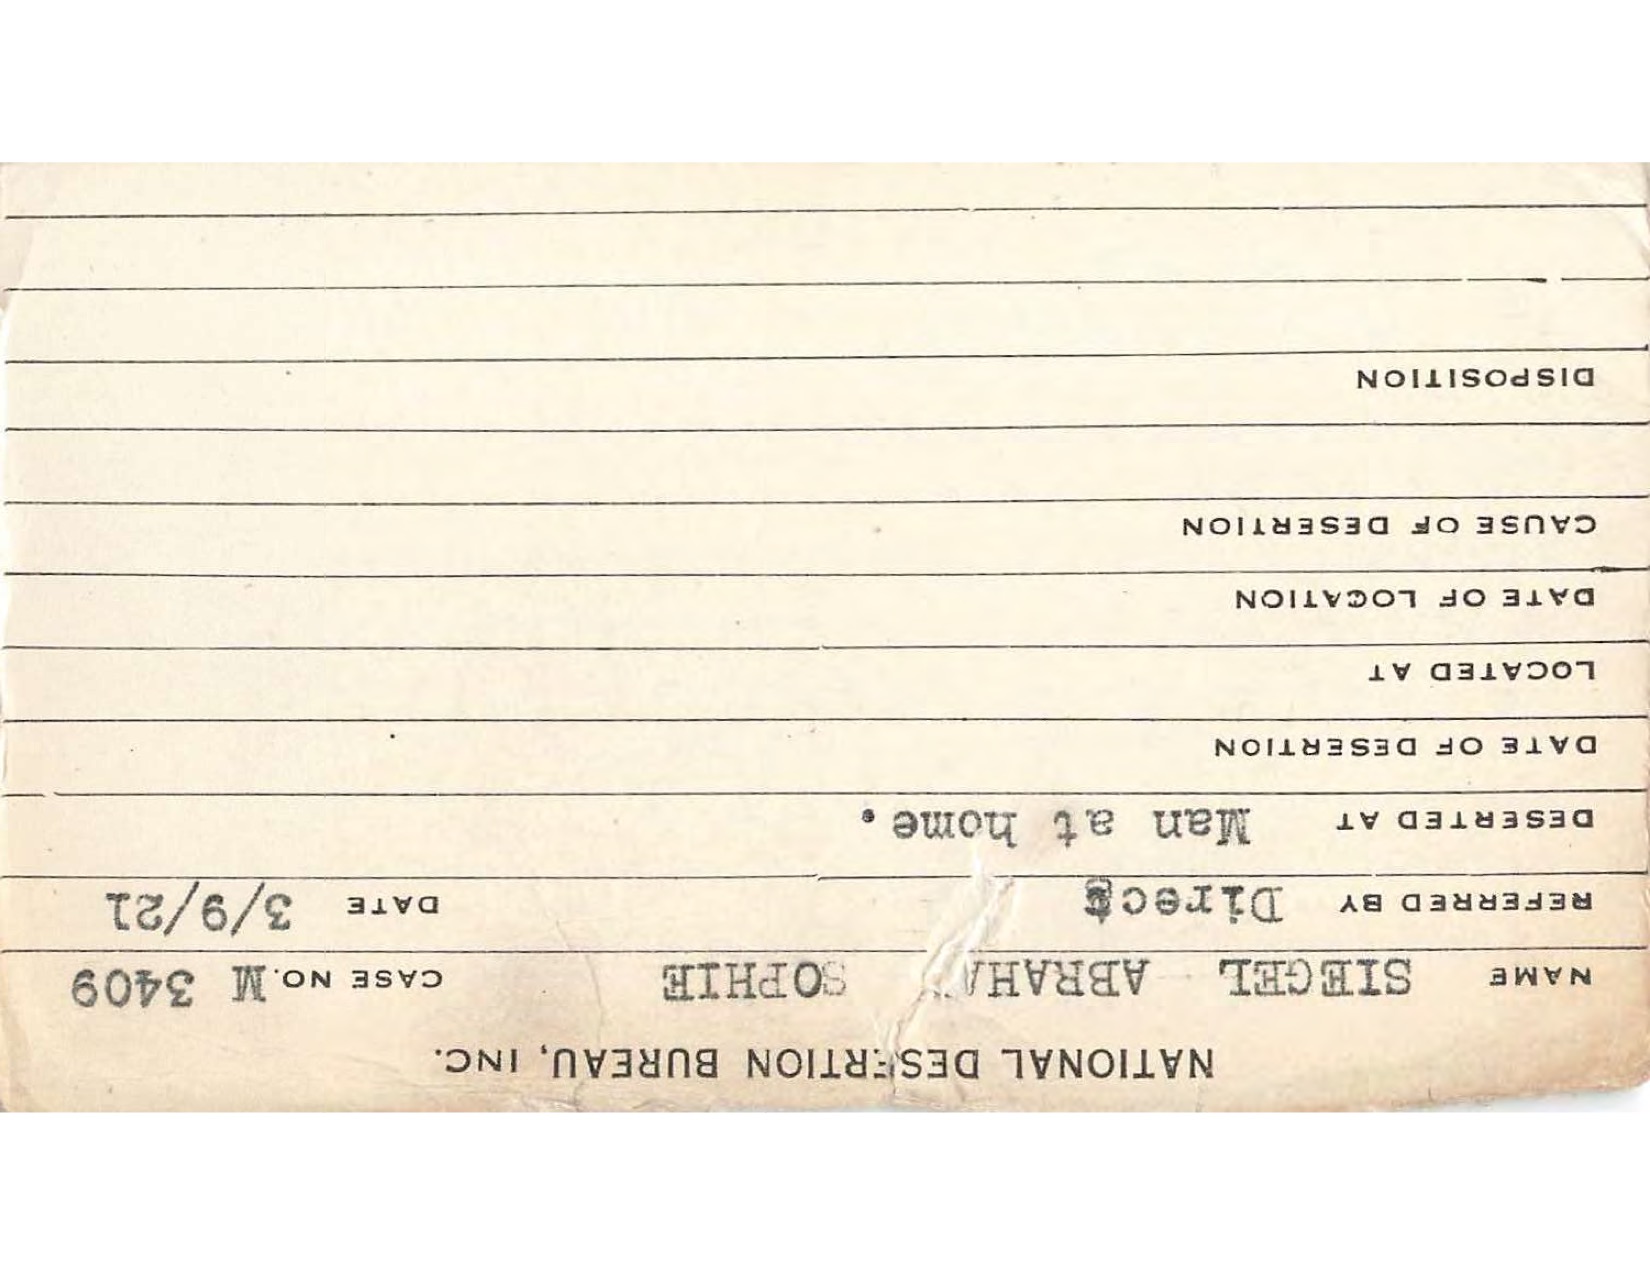 NATIONAL DESERTION BUREAU, INC.
NAME SIEGEL ABRAHAM SOPHIE CASE NO. M 3409
REFERRED BY Direct DATE 3/9/21
DESERTED AT Man at home.
DATE OF DESERTION
LOCATED AT
DATE OF LOCATION
CAUSE OF DESERTION
DISPOSITION